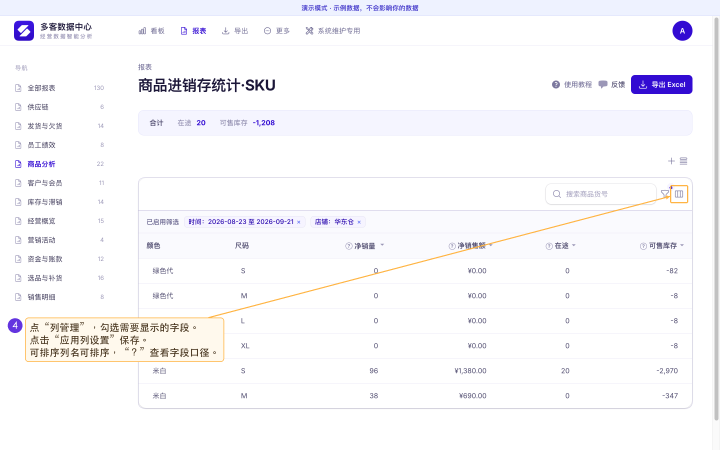 演示模式 · 示例数据，不会影响你的数据
多客数据中心
经营数据智能分析
看板
报表
导出
更多
系统维护专用
A
导航
全部报表 130
供应链 6
发货与欠货 14
员工绩效 8
商品分析 22
客户与会员 11
库存与滞销 14
经营概览 15
营销活动 4
资金与账款 12
选品与补货 16
销售明细 8
报表
商品进销存统计·SKU
使用教程
反馈
导出 Excel
合计 在途 20 可售库存 -1,208
搜索商品货号
已启用筛选 时间：2026-08-23 至 2026-09-21 × 店铺：华东仓 ×
颜色 尺码 ? 净销量 ? 净销售额 ? 在途 ? 可售库存
绿色代 S 0 ¥0.00 0 -82
绿色代 M 0 ¥0.00 0 -8
L 0 ¥0.00 0 -8
XL 0 ¥0.00 0 -8
米白 S 96 ¥1,380.00 20 -2,970
米白 M 38 ¥690.00 0 -347
4
点“列管理”，勾选需要显示的字段。
点击“应用列设置”保存。
可排序列名可排序，“？”查看字段口径。